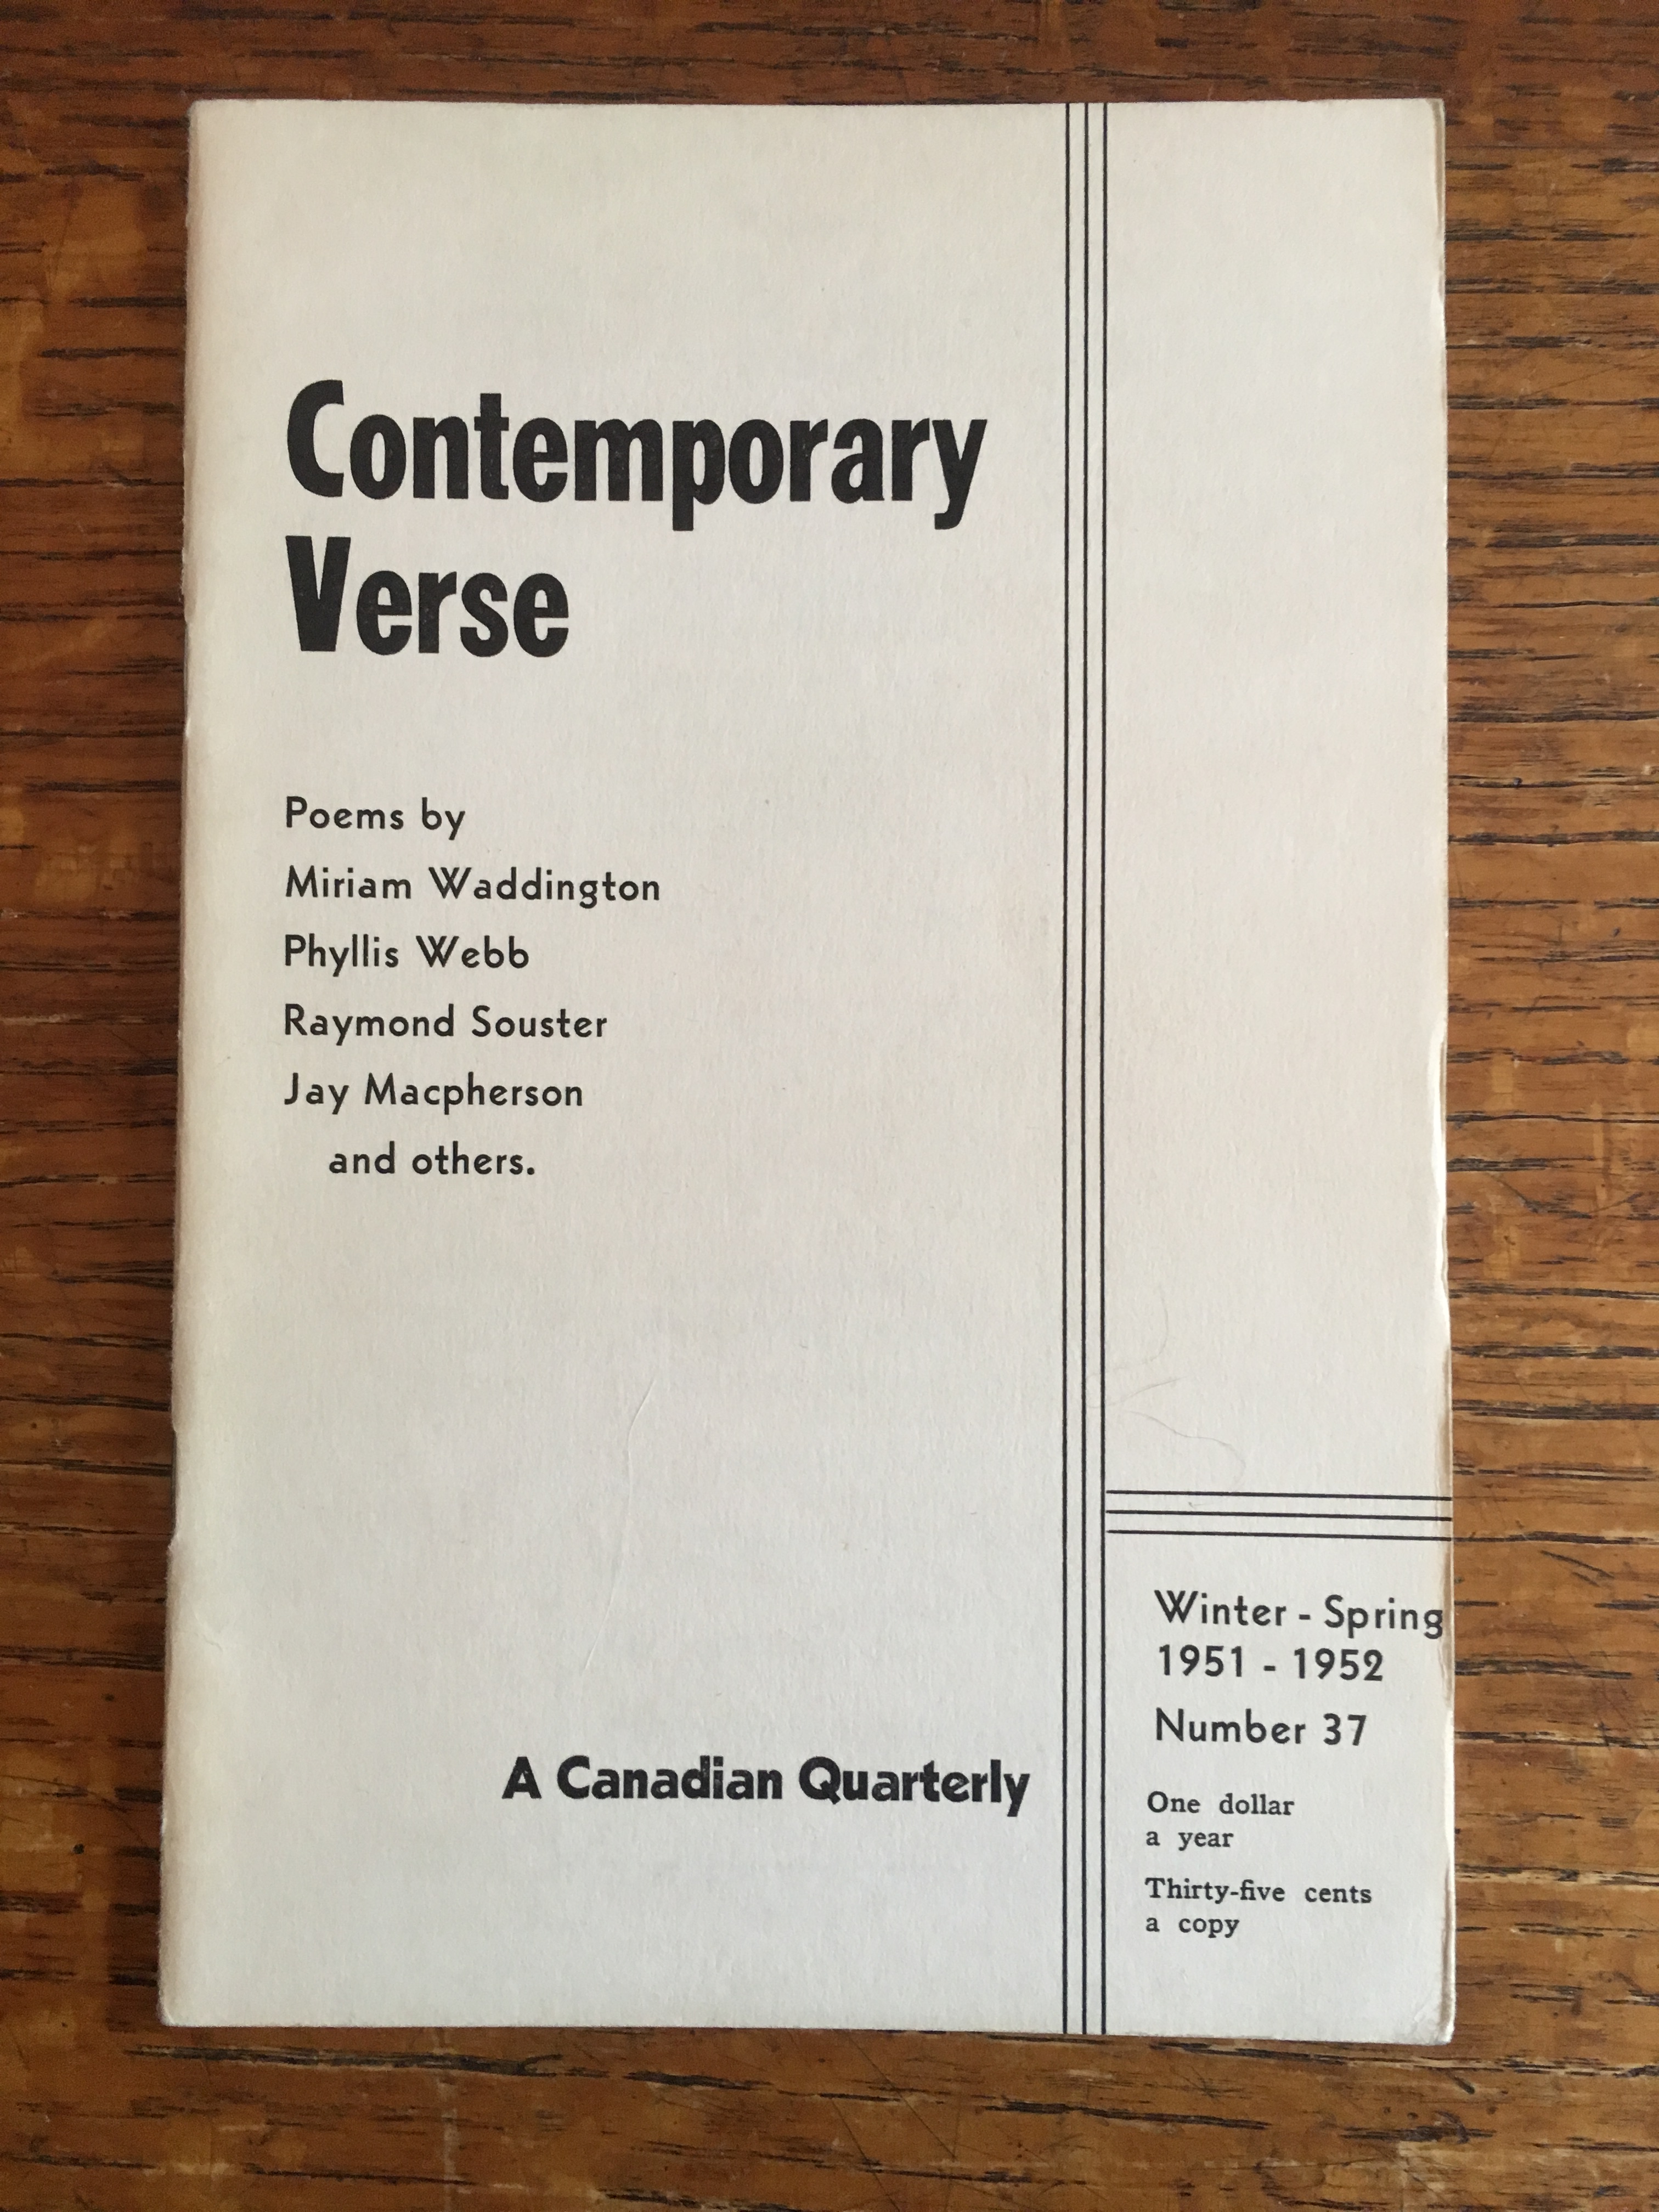 Contemporary
Verse
Poems by
Miriam Waddington
Phyllis Webb
Raymond Souster
Jay Macpherson
and others.
A Canadian Quarterly
Winter - Spring
1951 - 1952
Number 37
One dollar
a year
Thirty-five cents
a copy